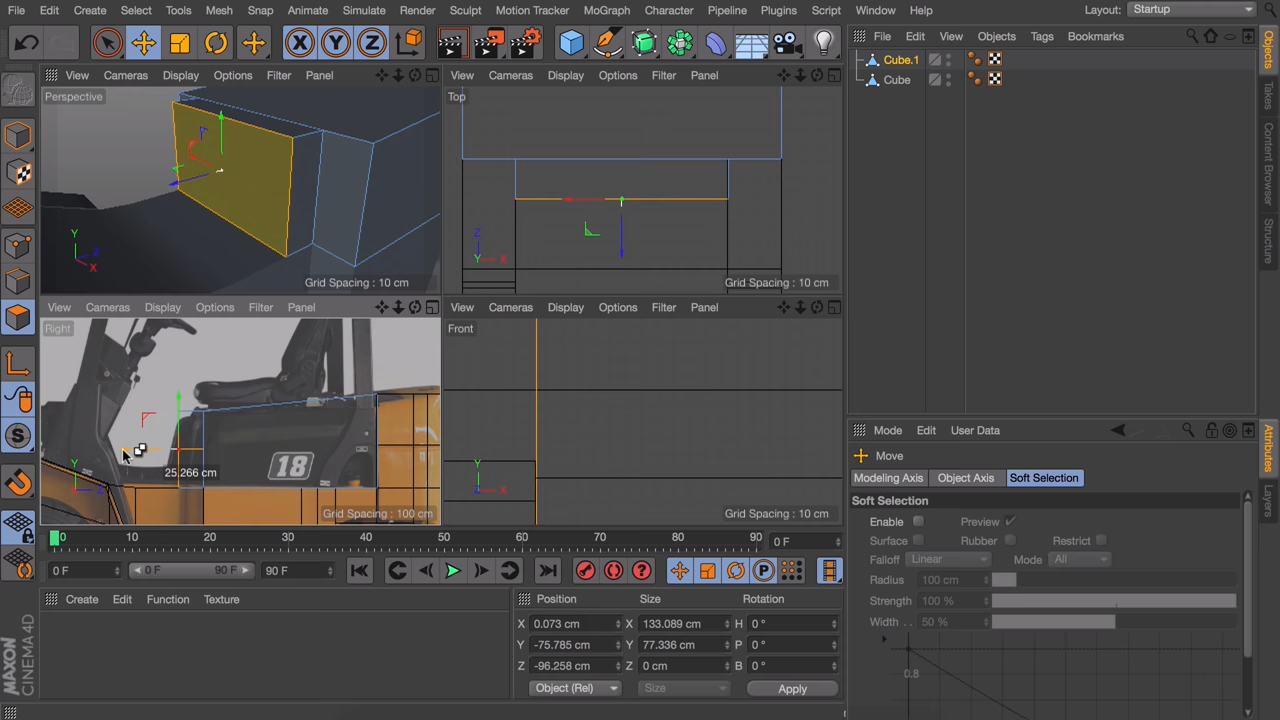 File Edit Create Select Tools Mesh Snap Animate Simulate Render Sculpt Motion Tracker MoGraph Character Pipeline Plugins Script Window Help Layout: Startup
X Y Z
File Edit View Objects Tags Bookmarks
Cube.1
Cube
View Cameras Display Options Filter Panel
Perspective
Y
Z
X
Grid Spacing : 10 cm
View Cameras Display Options Filter Panel
Top
Z
Y X
Grid Spacing : 10 cm
View Cameras Display Options Filter Panel
Right
18
25.266 cm
Y
Z
Grid Spacing : 100 cm
View Cameras Display Options Filter Panel
Front
Y
Z X
Grid Spacing : 10 cm
Objects
Takes
Content Browser
Structure
Mode Edit User Data
Move
Modeling Axis Object Axis Soft Selection
Soft Selection
Enable Preview
Surface Rubber Restrict
Falloff Linear Mode All
Radius 100 cm
Strength 100 %
Width . . 50 %
0.8
Attributes
Layers
0 10 20 30 40 50 60 70 80 90 0 F
0 F 0 F 90 F 90 F
P
Create Edit Function Texture
Position Size Rotation
X 0.073 cm X 133.089 cm H 0 °
Y -75.785 cm Y 77.336 cm P 0 °
Z -96.258 cm Z 0 cm B 0 °
Object (Rel) Size Apply
MAXON
CINEMA 4D